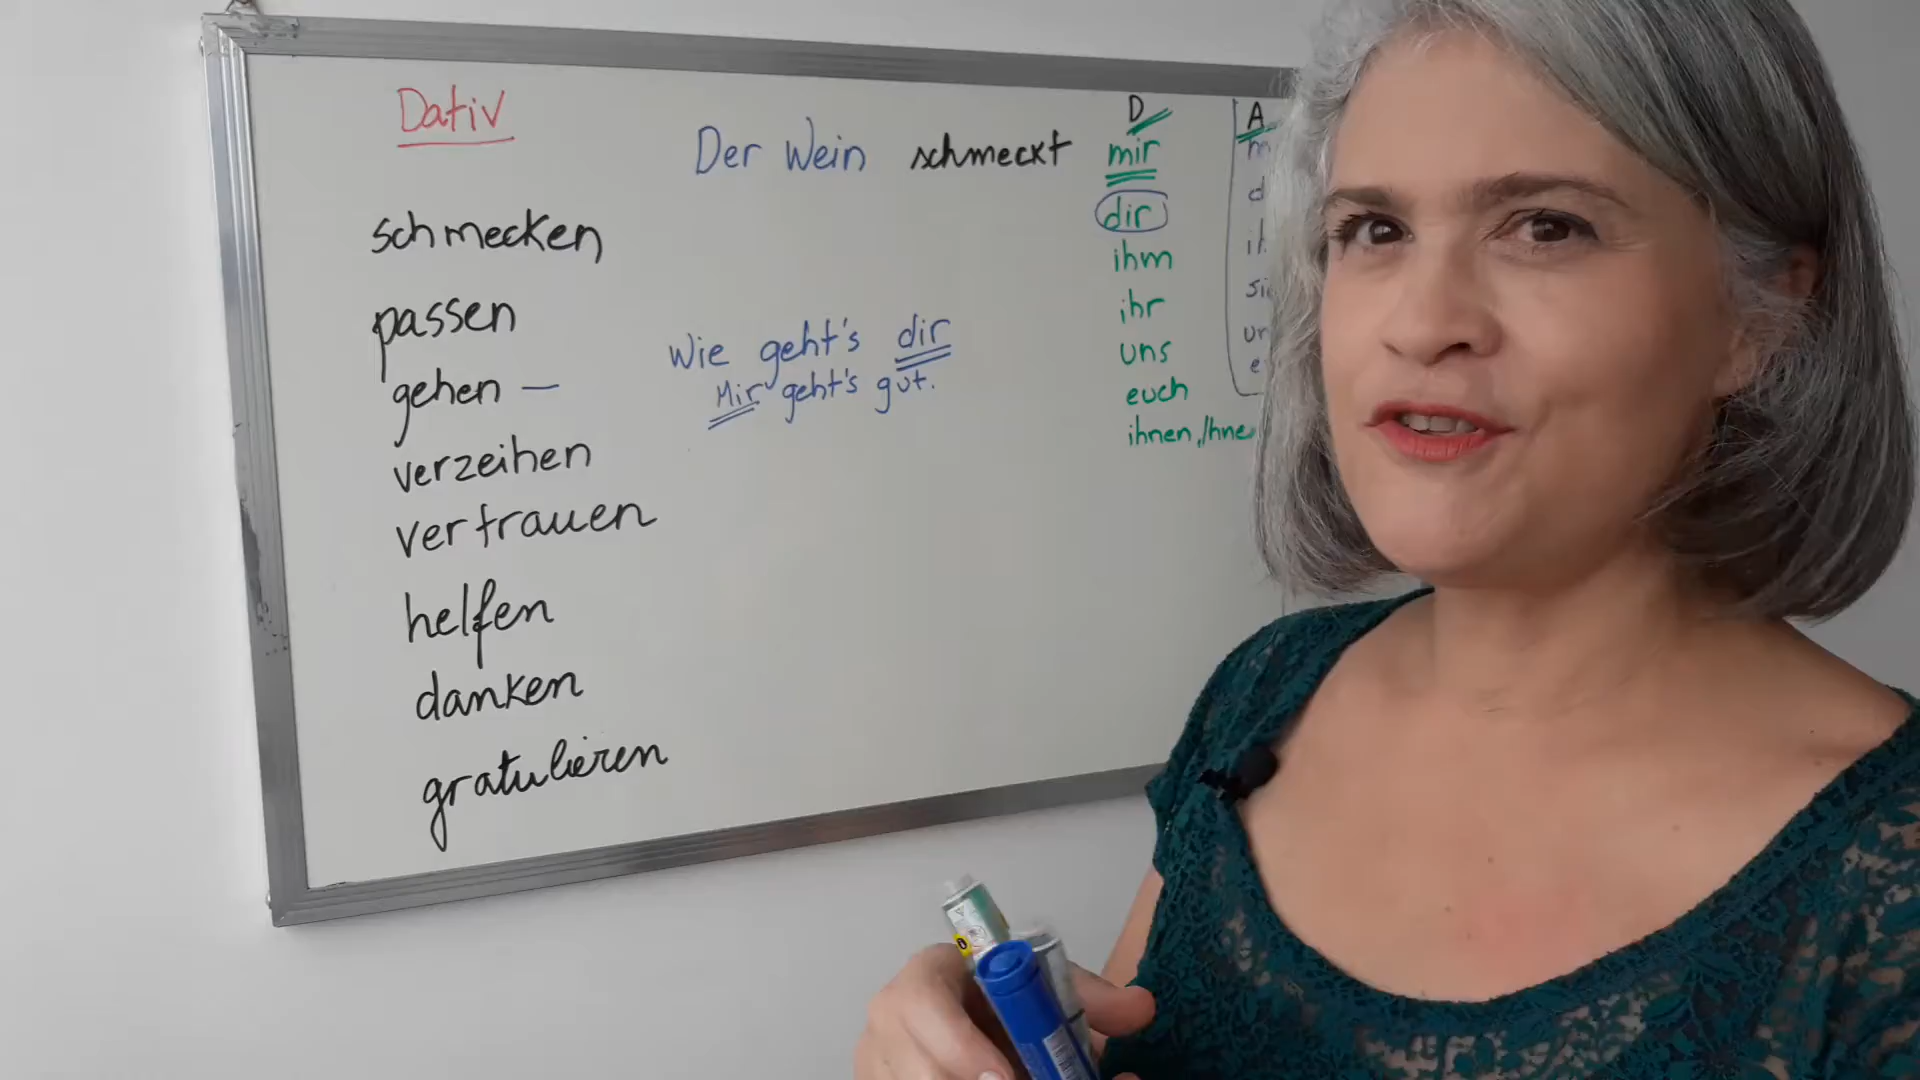 Dativ
schmecken
passen
gehen —
verzeihen
vertrauen
helfen
danken
gratulieren
Der Wein schmeckt
Wie geht's dir
Mir geht's gut.
D
mir
dir
ihm
ihr
uns
euch
ihnen,
A